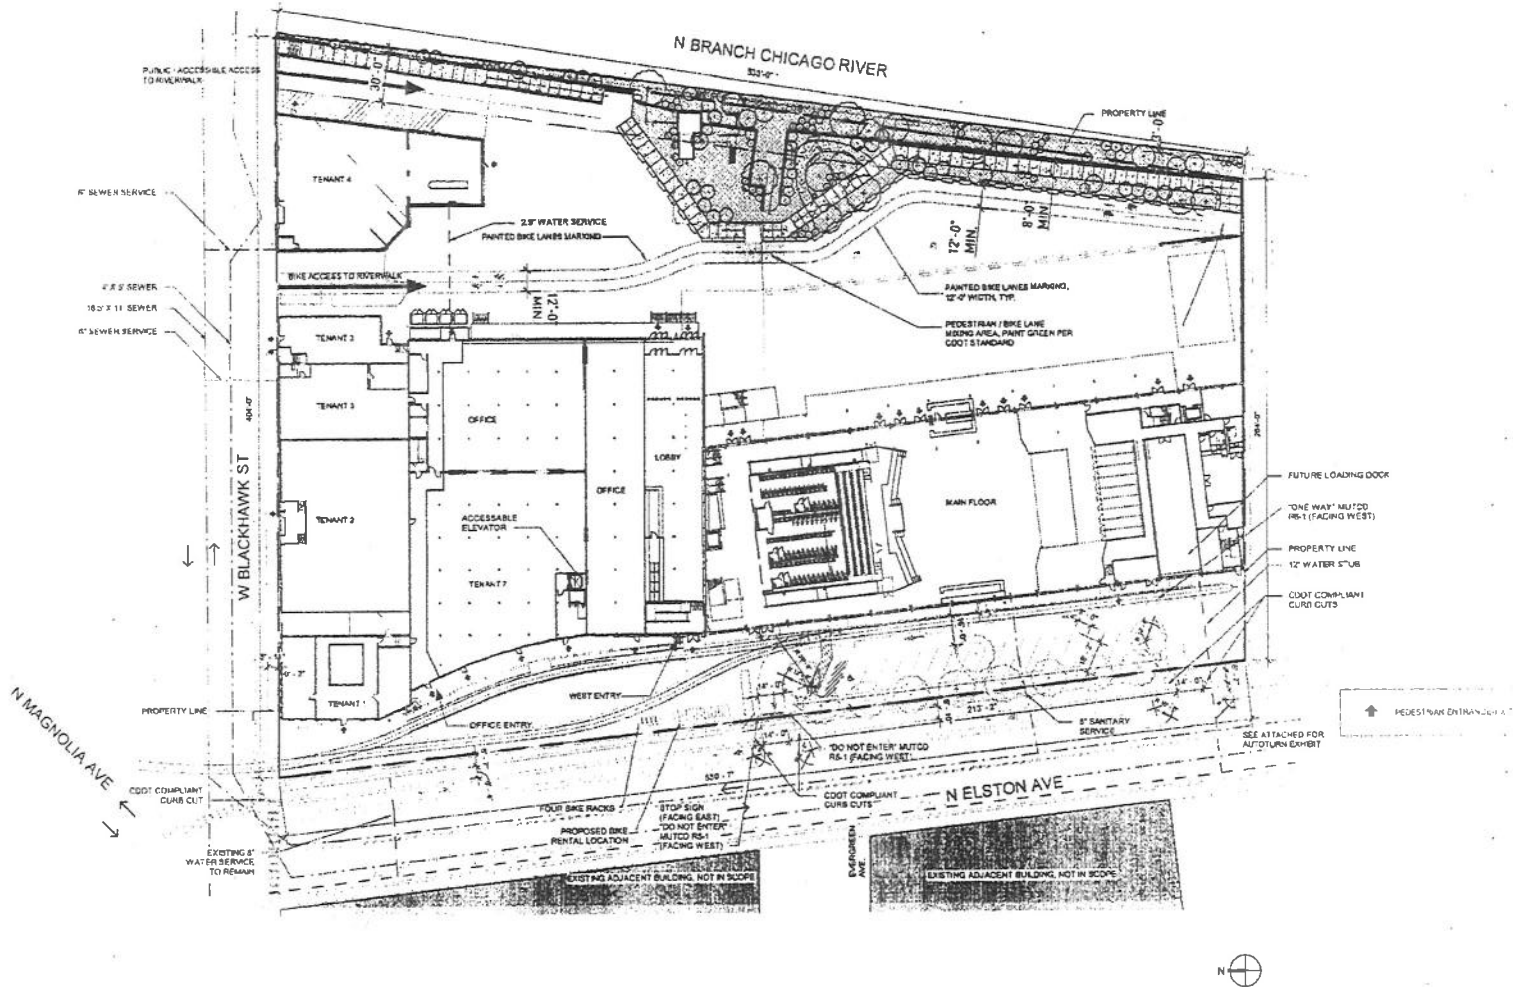 N BRANCH CHICAGO RIVER
PUBLIC - ACCESSIBLE ACCESS
TO RIVERWALK
30'-0"
PROPERTY LINE
TENANT 4
6" SEWER SERVICE
2.5" WATER SERVICE
PAINTED BIKE LANES MARKING
12'-0"
MIN.
8'-0"
MIN
BIKE ACCESS TO RIVERWALK
12'-0"
MIN
PAINTED BIKE LANES MARKING,
12'-0" WIDTH, TYP.
PEDESTRIAN / BIKE LANE
MIXING AREA, PAINT GREEN PER
CDOT STANDARD
6" SEWER SERVICE
TENANT 3
TENANT 3
OFFICE
404'-0"
W BLACKHAWK ST
LOBBY
OFFICE
MAIN FLOOR
264'-0"
FUTURE LOADING DOCK
"ONE WAY" MUTCD
R6-1 (FACING WEST)
PROPERTY LINE
12" WATER STUB
CDOT COMPLIANT
CURB CUTS
TENANT 2
ACCESSABLE
ELEVATOR
TENANT 7
WEST ENTRY
TENANT 1
PROPERTY LINE
OFFICE ENTRY
N MAGNOLIA AVE
CDOT COMPLIANT
CURB CUT
14'-0"
213'-2"
8" SANITARY
SERVICE
PEDESTRIAN ENTRANCE
SEE ATTACHED FOR
AUTOTURN EXHIBIT
"DO NOT ENTER" MUTCD
R5-1 (FACING WEST)
CDOT COMPLIANT
CURB CUTS
N ELSTON AVE
FOUR BIKE RACKS
PROPOSED BIKE
RENTAL LOCATION
STOP SIGN
(FACING EAST)
"DO NOT ENTER"
MUTCD R5-1
(FACING WEST)
EXISTING 8"
WATER SERVICE
TO REMAIN
EVERGREEN
AVE.
EXISTING ADJACENT BUILDING, NOT IN SCOPE
EXISTING ADJACENT BUILDING, NOT IN SCOPE
N